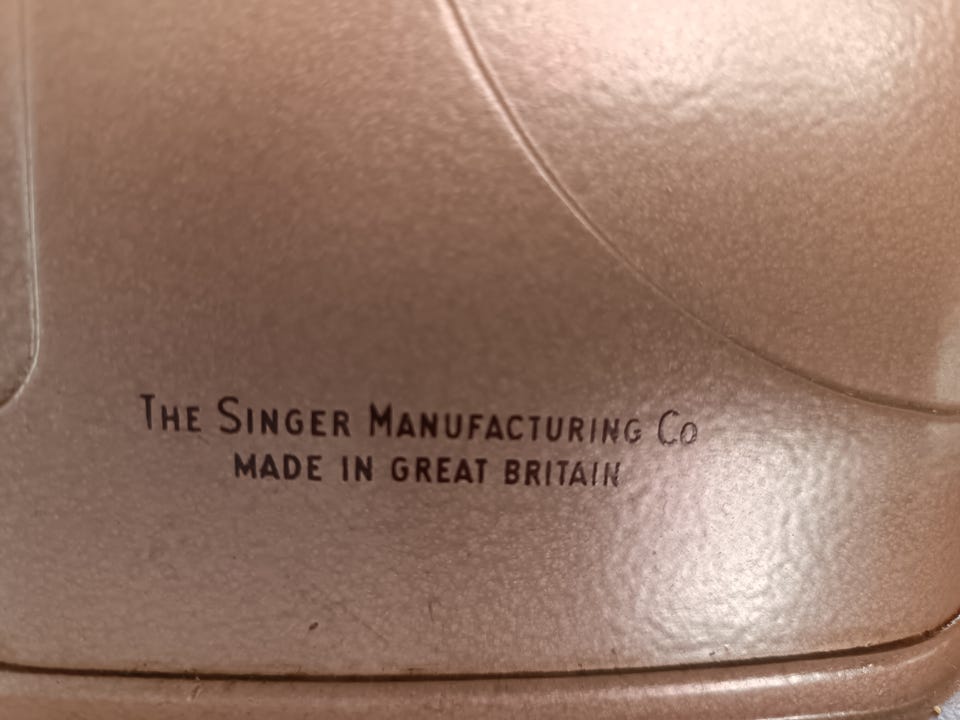 The Singer Manufacturing Co
MADE IN GREAT BRITAIN